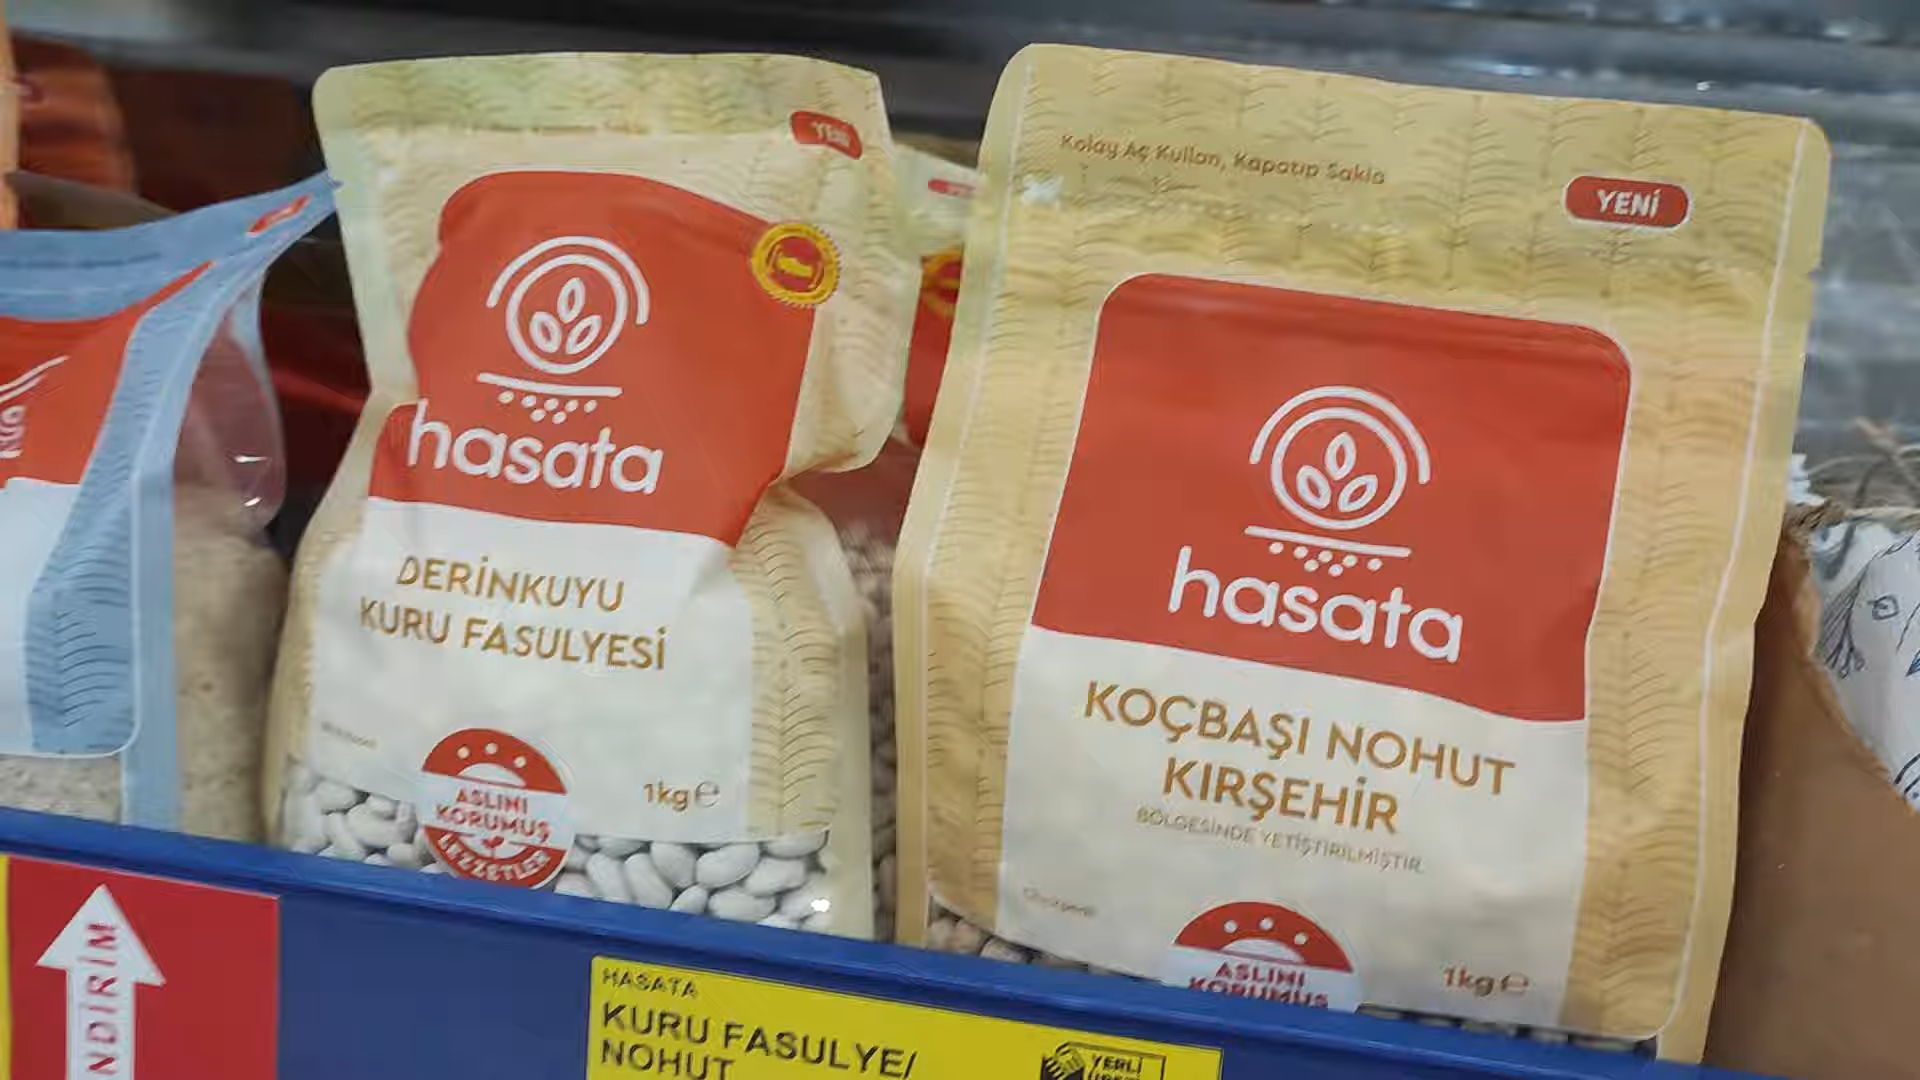 YENİ
hasata
DERİNKUYU
KURU FASULYESİ
1kg℮
ASLINI
KORUMUŞ
LEZZETLER
Kolay Aç Kullan, Kapatıp Sakla
YENİ
hasata
KOÇBAŞI NOHUT
KIRŞEHİR
BÖLGESİNDE YETİŞTİRİLMİŞTİR.
1kg℮
ASLINI
KORUMUŞ
NDİRİM
HASATA
KURU FASULYE/
NOHUT
YERLİ